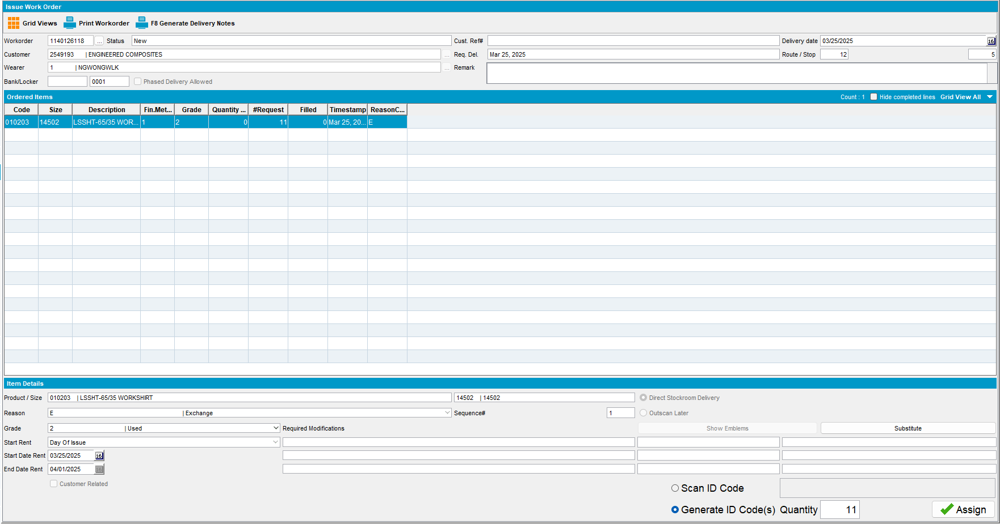 Issue Work Order
Grid Views Print Workorder F8 Generate Delivery Notes
Workorder 1140126118 ... Status New Cust. Ref# Delivery date 03/25/2025 16
Customer 2549193 | ENGINEERED COMPOSITES ... Req. Del. Mar 25, 2025 Route / Stop 12 5
Wearer 1 | NGWONGWLK ... Remark
Bank/Locker 0001 Phased Delivery Allowed
Ordered Items Count : 1 Hide completed lines Grid View All
Code Size Description Fin.Met... Grade Quantity ... #Request Filled Timestamp ReasonC...
010203 14502 LSSHT-65/35 WOR... 1 2 0 11 0 Mar 25, 20... E
Item Details
Product / Size 010203 | LSSHT-65/35 WORKSHIRT 14502 | 14502 Direct Stockroom Delivery
Reason E | Exchange Sequence# 1 Outscan Later
Grade 2 | Used Required Modifications Show Emblems Substitute
Start Rent Day Of Issue
Start Date Rent 03/25/2025 16
End Date Rent 04/01/2025 16
Customer Related
Scan ID Code
Generate ID Code(s) Quantity 11 Assign